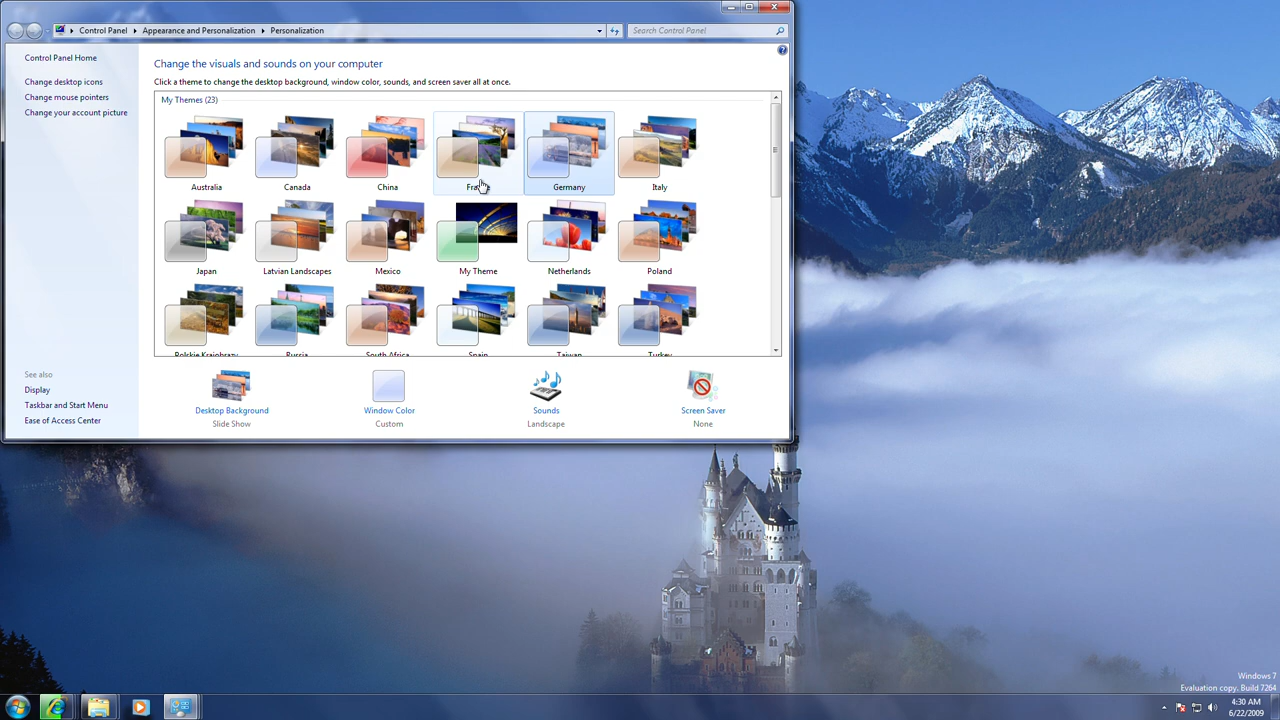 Control Panel Appearance and Personalization Personalization
Search Control Panel
Control Panel Home
Change desktop icons
Change mouse pointers
Change your account picture
Change the visuals and sounds on your computer
Click a theme to change the desktop background, window color, sounds, and screen saver all at once.
My Themes (23)
Australia
Canada
China
Germany
Italy
Japan
Latvian Landscapes
Mexico
My Theme
Netherlands
Poland
Polskie Krajobrazy
Russia
South Africa
Spain
Taiwan
Turkey
Desktop Background
Slide Show
Window Color
Custom
Sounds
Landscape
Screen Saver
None
See also
Display
Taskbar and Start Menu
Ease of Access Center
Windows 7
Evaluation copy. Build 7264
4:30 AM
6/22/2009